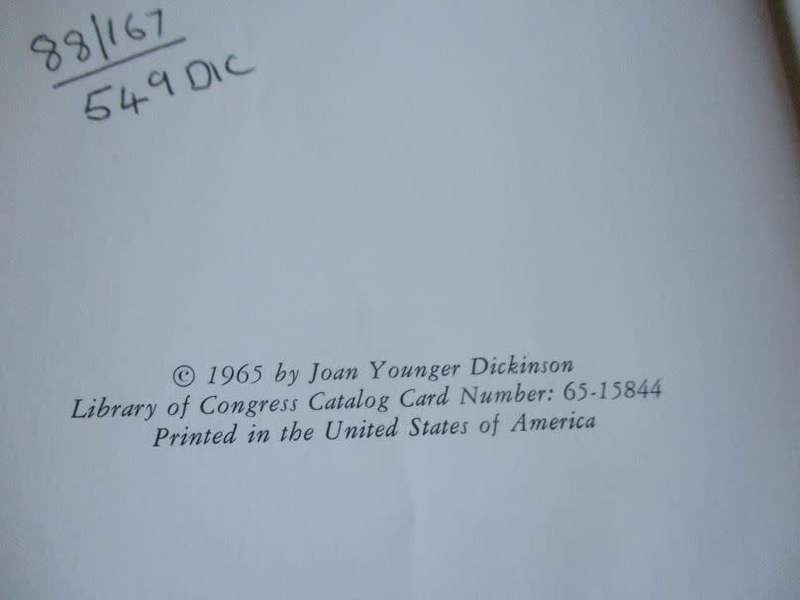 88/167
549 DIC
© 1965 by Joan Younger Dickinson
Library of Congress Catalog Card Number: 65-15844
Printed in the United States of America